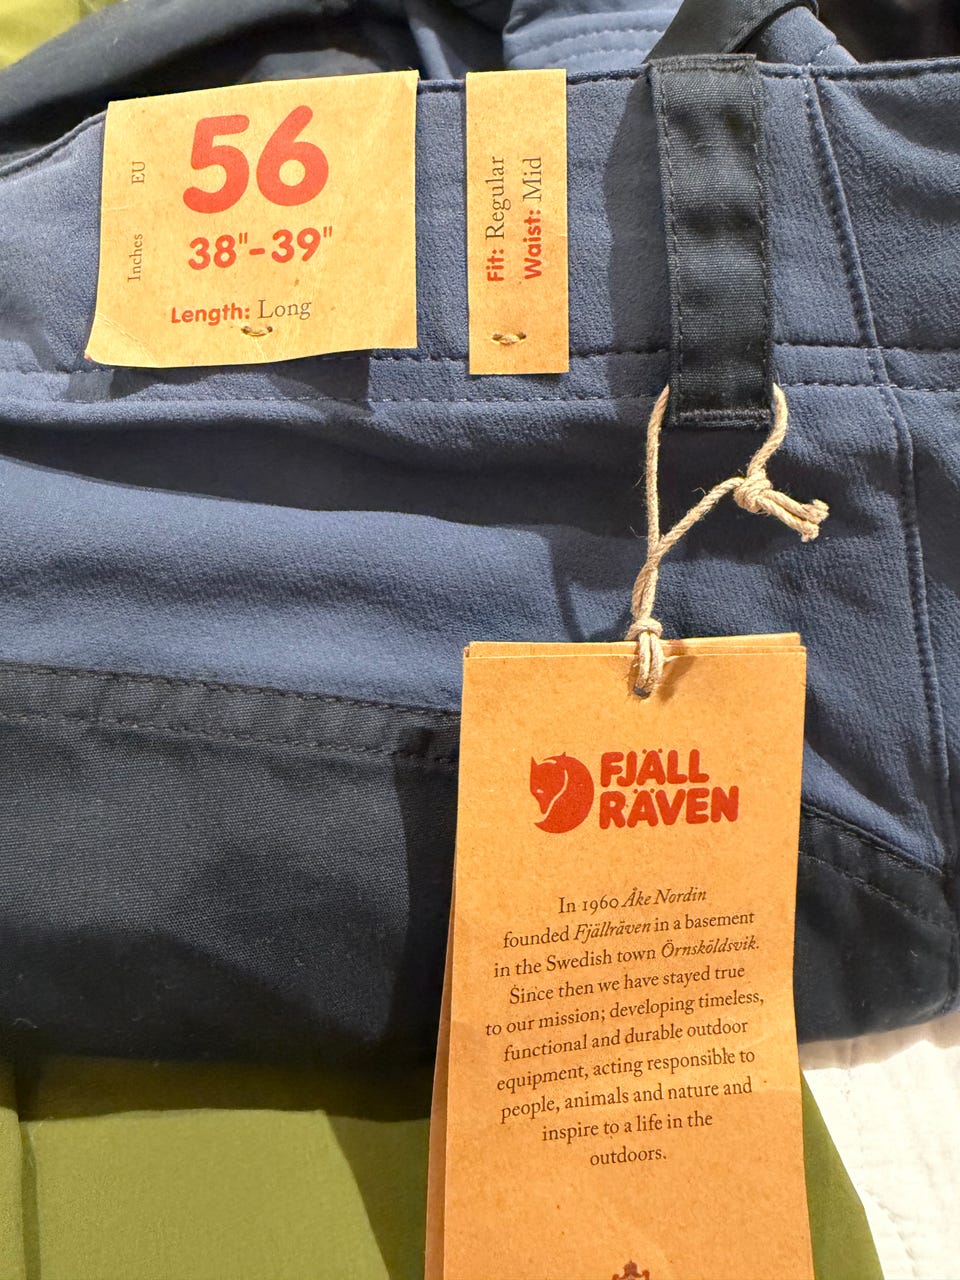 EU
56
Inches
38"-39"
Length: Long
Fit: Regular
Waist: Mid
FJÄLL
RÄVEN
In 1960 Åke Nordin
founded Fjällräven in a basement
in the Swedish town Örnsköldsvik.
Since then we have stayed true
to our mission; developing timeless,
functional and durable outdoor
equipment, acting responsible to
people, animals and nature and
inspire to a life in the
outdoors.